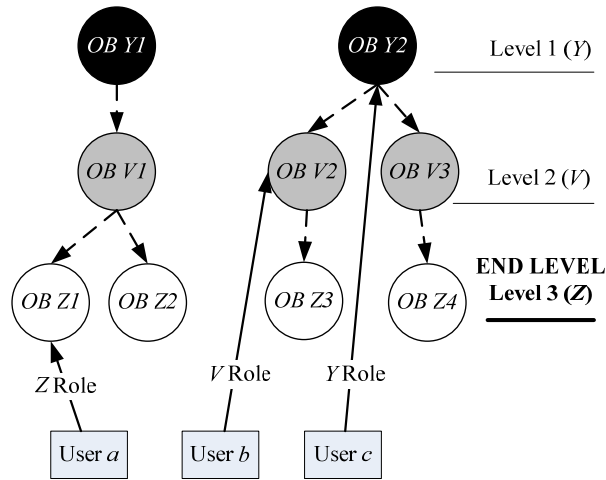 OB Y1
OB Y2
Level 1 (Y)
OB V1
OB V2
OB V3
Level 2 (V)
OB Z1
OB Z2
OB Z3
OB Z4
END LEVEL
Level 3 (Z)
Z Role
V Role
Y Role
User a
User b
User c